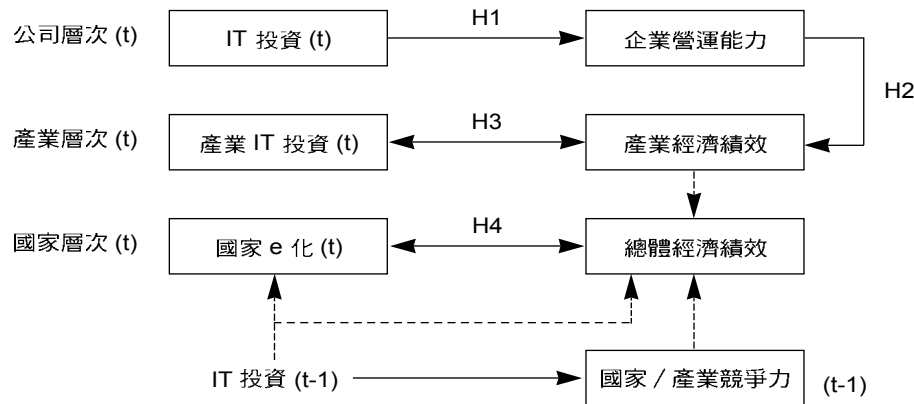 公司層次 (t)
IT 投資 (t)
H1
企業營運能力
H2
產業層次 (t)
產業 IT 投資 (t)
H3
產業經濟績效
國家層次 (t)
國家 e 化 (t)
H4
總體經濟績效
IT 投資 (t-1)
國家 / 產業競爭力
(t-1)